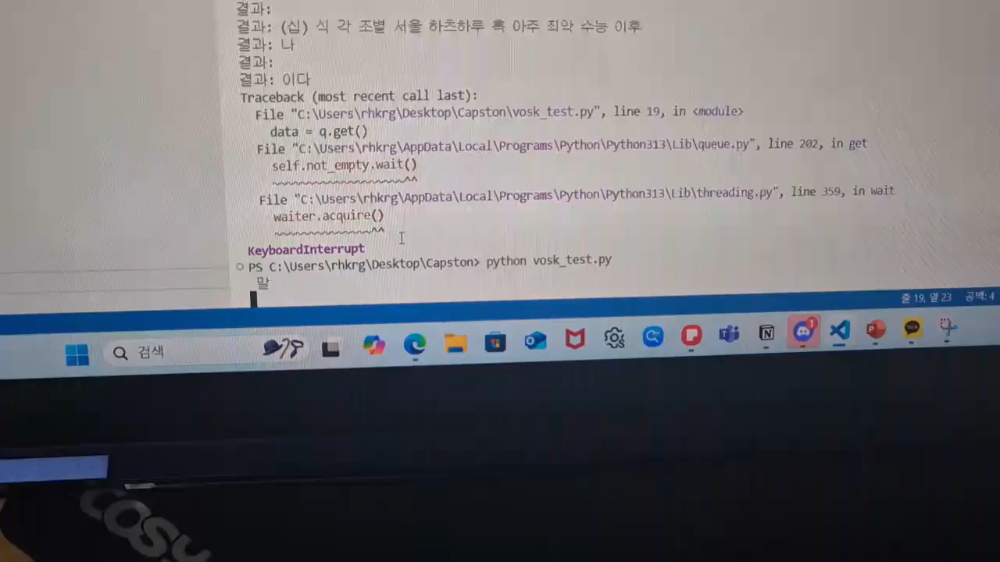 결과:
결과: (십) 식 각 조별 서울 하츠하루 혹 아주 죄악 수능 이후
결과: 나
결과:
결과: 이다
Traceback (most recent call last):
File "C:\Users\rhkrg\Desktop\Capston\vosk_test.py", line 19, in <module>
data = q.get()
File "C:\Users\rhkrg\AppData\Local\Programs\Python\Python313\Lib\queue.py", line 202, in get
self.not_empty.wait()
~~~~~~~~~~~~~~~~~~~^^
File "C:\Users\rhkrg\AppData\Local\Programs\Python\Python313\Lib\threading.py", line 359, in wait
waiter.acquire()
~~~~~~~~~~~~~~^^
KeyboardInterrupt
PS C:\Users\rhkrg\Desktop\Capston> python vosk_test.py
말
줄 19, 열 23 공백: 4
검색
cosy